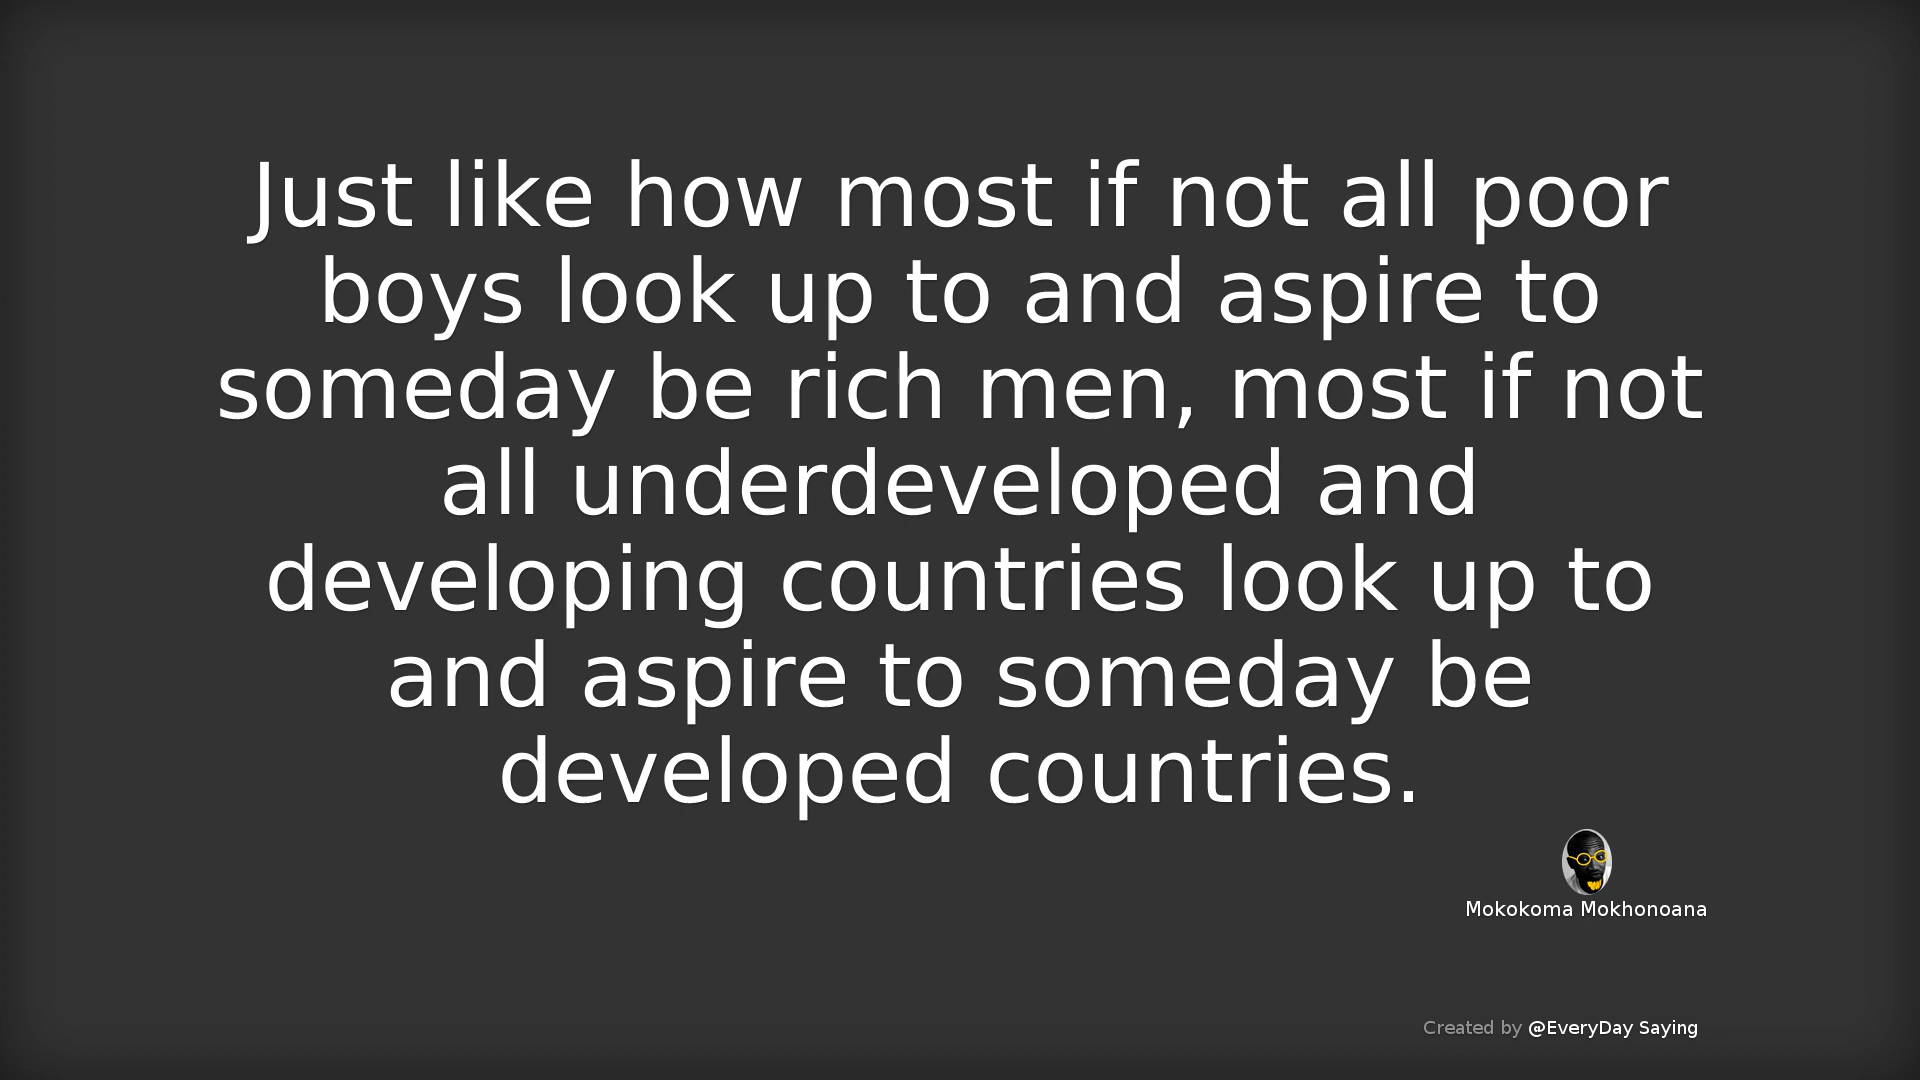 Just like how most if not all poor
boys look up to and aspire to
someday be rich men, most if not
all underdeveloped and
developing countries look up to
and aspire to someday be
developed countries.
Mokokoma Mokhonoana
Created by @EveryDay Saying